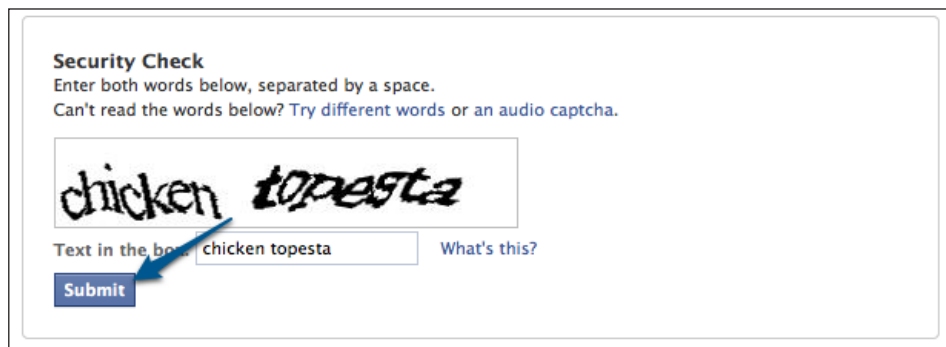 Security Check
Enter both words below, separated by a space.
Can't read the words below? Try different words or an audio captcha.
chicken topesta
Text in the box: chicken topesta What's this?
Submit